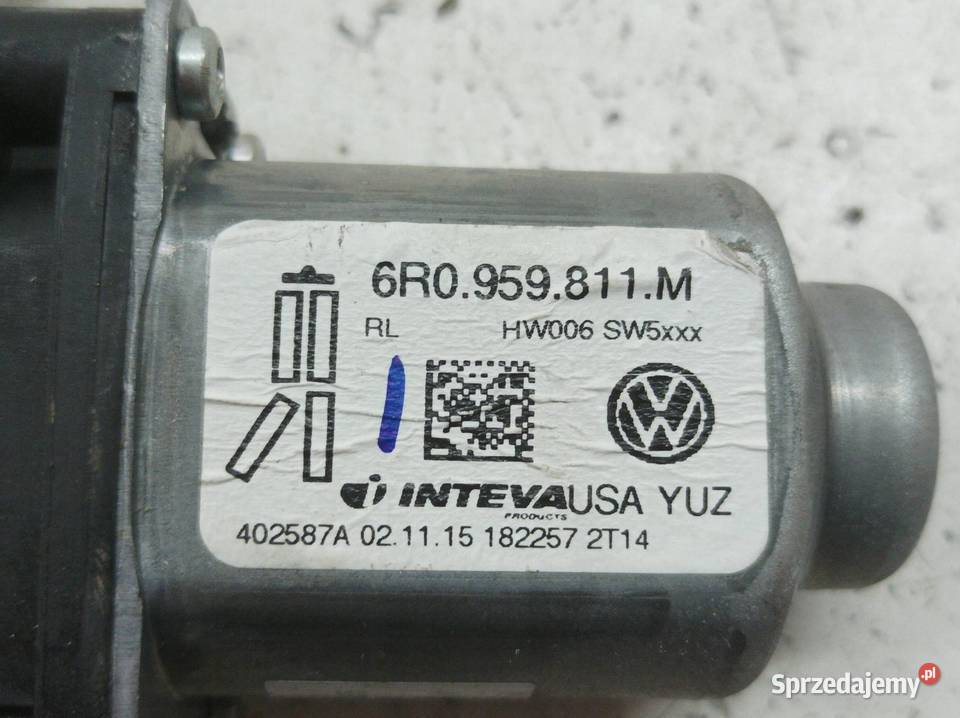 6R0.959.811.M
RL HW006 SW5xxx
INTEVA USA YUZ
PRODUCTS
402587A 02.11.15 182257 2T14
Sprzedajemy.pl